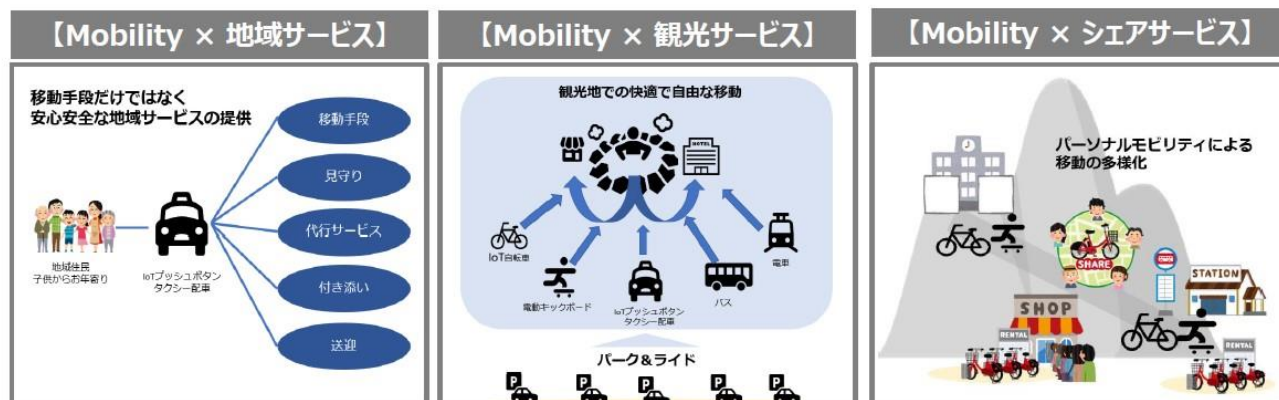 【Mobility × 地域サービス】
移動手段だけではなく
安心安全な地域サービスの提供
移動手段
見守り
代行サービス
付き添い
送迎
地域住民
子供からお年寄り
IoTプッシュボタン
タクシー配車
【Mobility × 観光サービス】
観光地での快適で自由な移動
HOTEL
IoT自転車
電動キックボード
IoTプッシュボタン
タクシー配車
バス
電車
パーク&ライド
P
P
P
P
P
【Mobility × シェアサービス】
パーソナルモビリティによる
移動の多様化
SHARE
STATION
SHOP
RENTAL
RENTAL